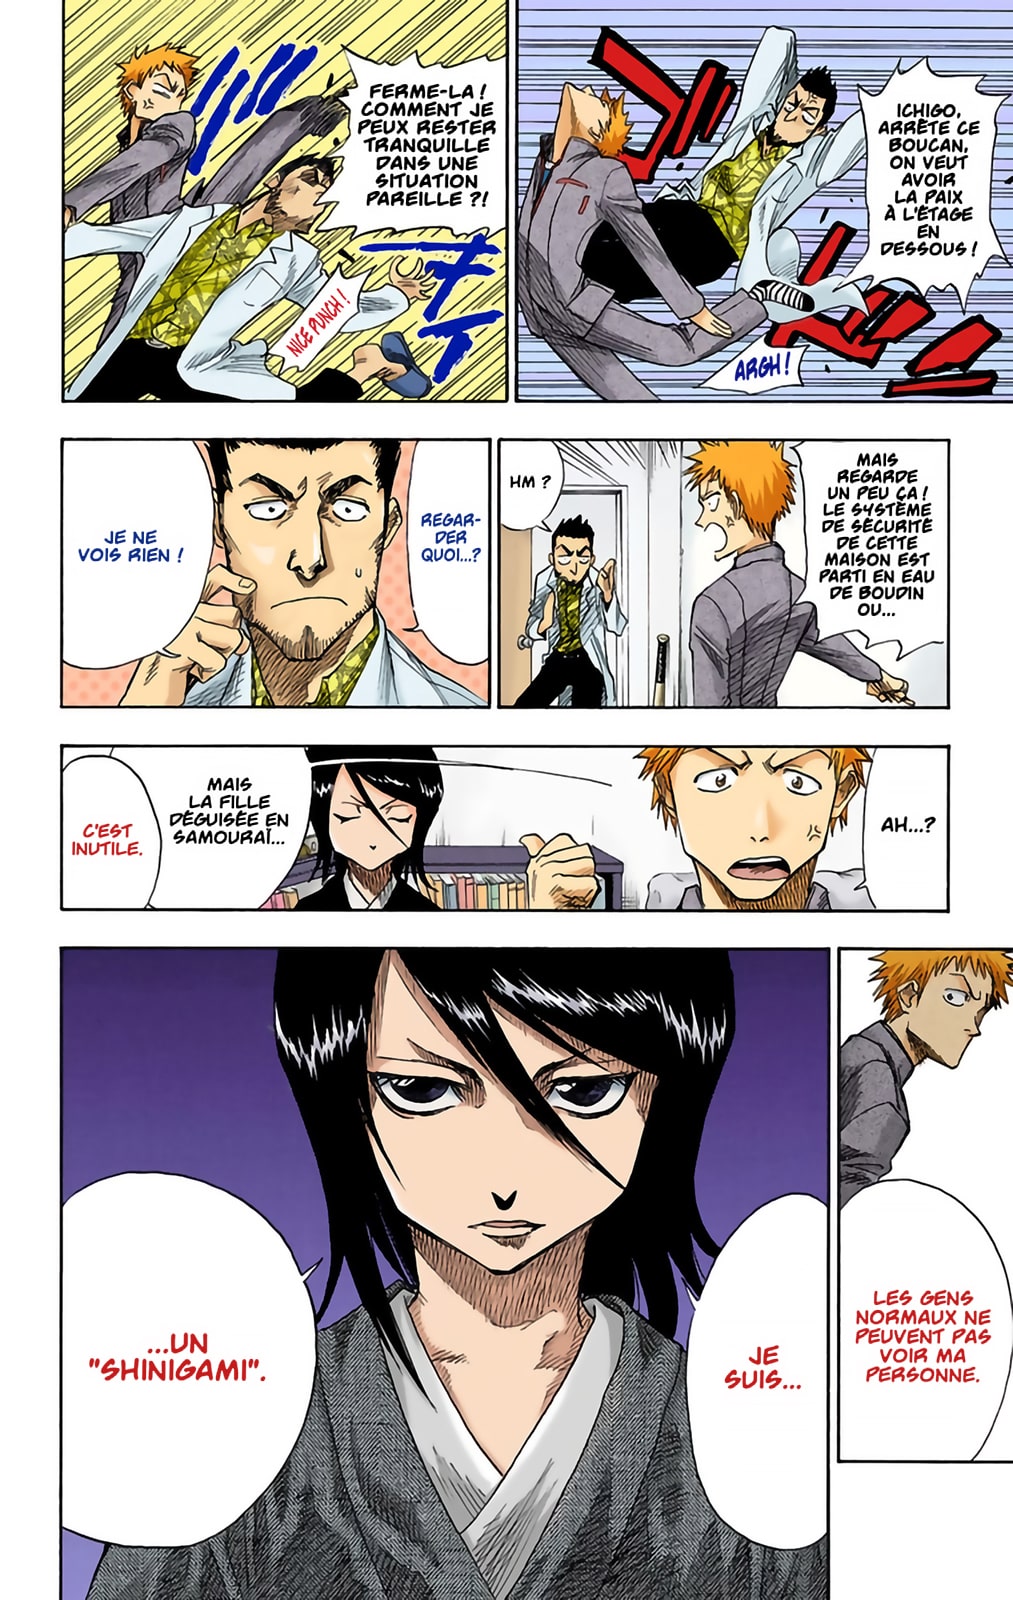 ICHIGO,
ARRÊTE CE
BOUCAN,
ON VEUT
AVOIR
LA PAIX
À L'ÉTAGE
EN
DESSOUS !
ARGH !
FERME-LA !
COMMENT JE
PEUX RESTER
TRANQUILLE
DANS UNE
SITUATION
PAREILLE ?!
NICE PUNCH !
MAIS
REGARDE
UN PEU ÇA !
LE SYSTÈME
DE SÉCURITÉ
DE CETTE
MAISON EST
PARTI EN EAU
DE BOUDIN
OU...
HM ?
REGAR-
DER
QUOI...?
JE NE
VOIS RIEN !
AH...?
MAIS
LA FILLE
DÉGUISÉE EN
SAMOURAÏ...
C'EST
INUTILE.
LES GENS
NORMAUX NE
PEUVENT PAS
VOIR MA
PERSONNE.
JE
SUIS...
...UN
"SHINIGAMI".